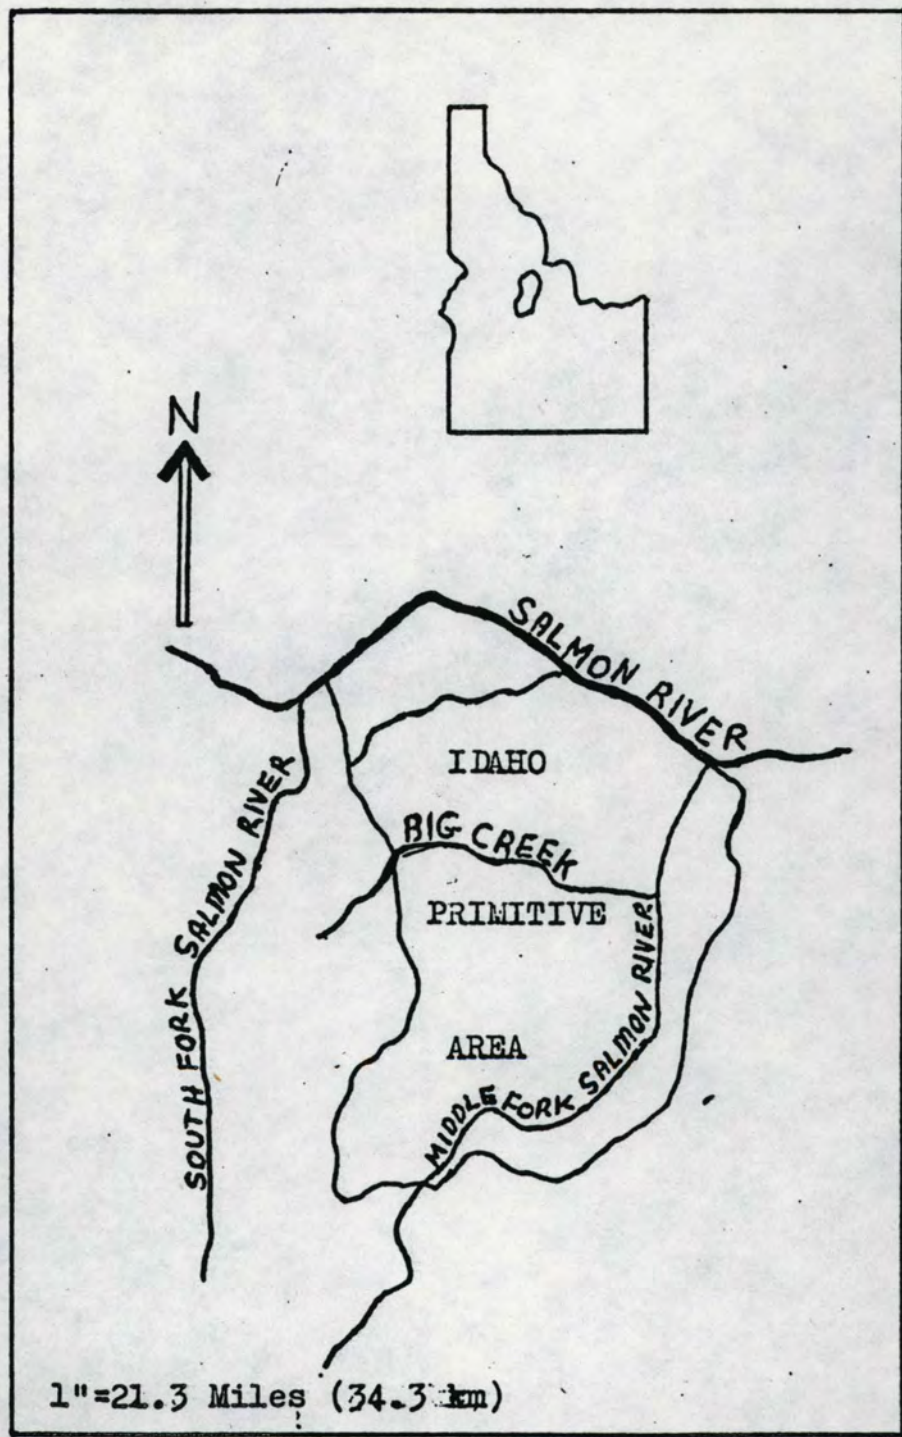 N
SALMON RIVER
IDAHO
BIG CREEK
PRIMITIVE
AREA
MIDDLE FORK SALMON RIVER
SOUTH FORK SALMON RIVER
1"=21.3 Miles (34.3 km)